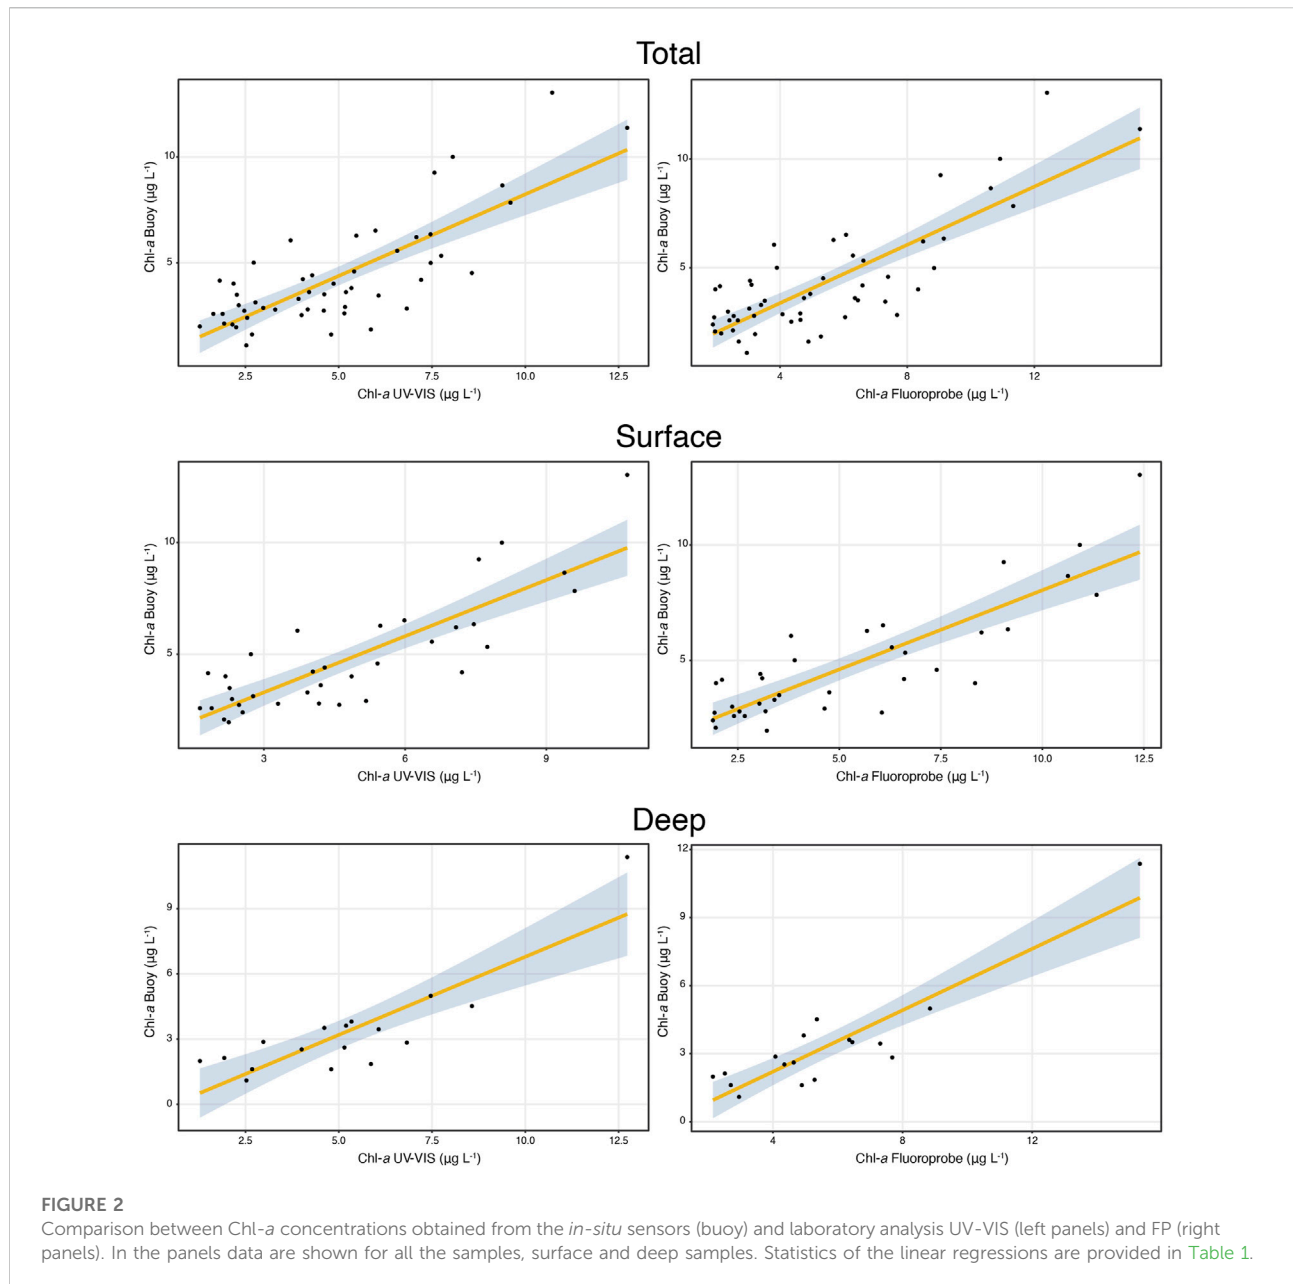 Total
10
5
Chl-a Buoy (µg L-1)
2.5 5.0 7.5 10.0 12.5
Chl-a UV-VIS (µg L-1)
10
5
Chl-a Buoy (µg L-1)
4 8 12
Chl-a Fluoroprobe (µg L-1)
Surface
10
5
Chl-a Buoy (µg L-1)
3 6 9
Chl-a UV-VIS (µg L-1)
10
5
Chl-a Buoy (µg L-1)
2.5 5.0 7.5 10.0 12.5
Chl-a Fluoroprobe (µg L-1)
Deep
9
6
3
0
Chl-a Buoy (µg L-1)
2.5 5.0 7.5 10.0 12.5
Chl-a UV-VIS (µg L-1)
12
9
6
3
0
Chl-a Buoy (µg L-1)
4 8 12
Chl-a Fluoroprobe (µg L-1)
FIGURE 2
Comparison between Chl-a concentrations obtained from the in-situ sensors (buoy) and laboratory analysis UV-VIS (left panels) and FP (right
panels). In the panels data are shown for all the samples, surface and deep samples. Statistics of the linear regressions are provided in Table 1.